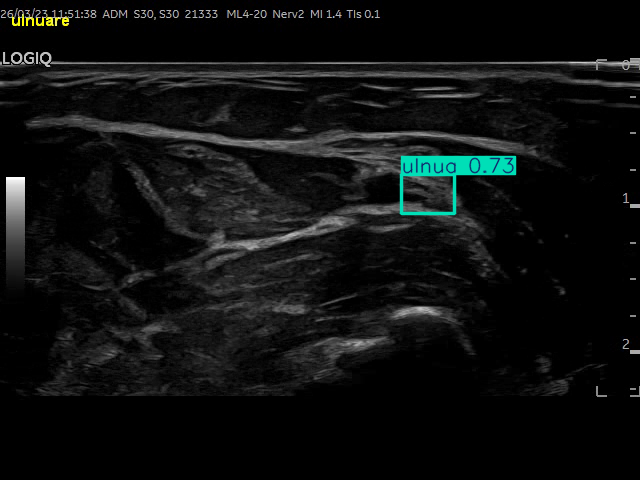 26/03/23 11:51:38 ADM S30, S30 21333 ML4-20 Nerv2 MI 1.4 TIs 0.1
ulnuare
LOGIQ
0
ulnua 0.73
1
2